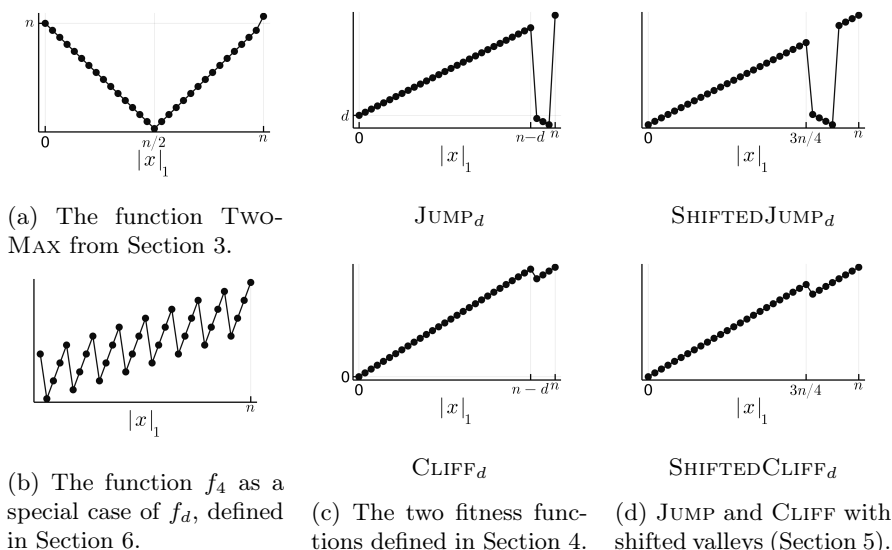 n
0
n/2
n
|x|₁
(a) The function TWO-
MAX from Section 3.
d
0
n−d
n
|x|₁
JUMP_d
0
3n/4
n
|x|₁
SHIFTEDJUMP_d
n
|x|₁
(b) The function f₄ as a
special case of f_d, defined
in Section 6.
0
0
n − d
n
|x|₁
CLIFF_d
(c) The two fitness func-
tions defined in Section 4.
0
3n/4
n
|x|₁
SHIFTEDCLIFF_d
(d) JUMP and CLIFF with
shifted valleys (Section 5).